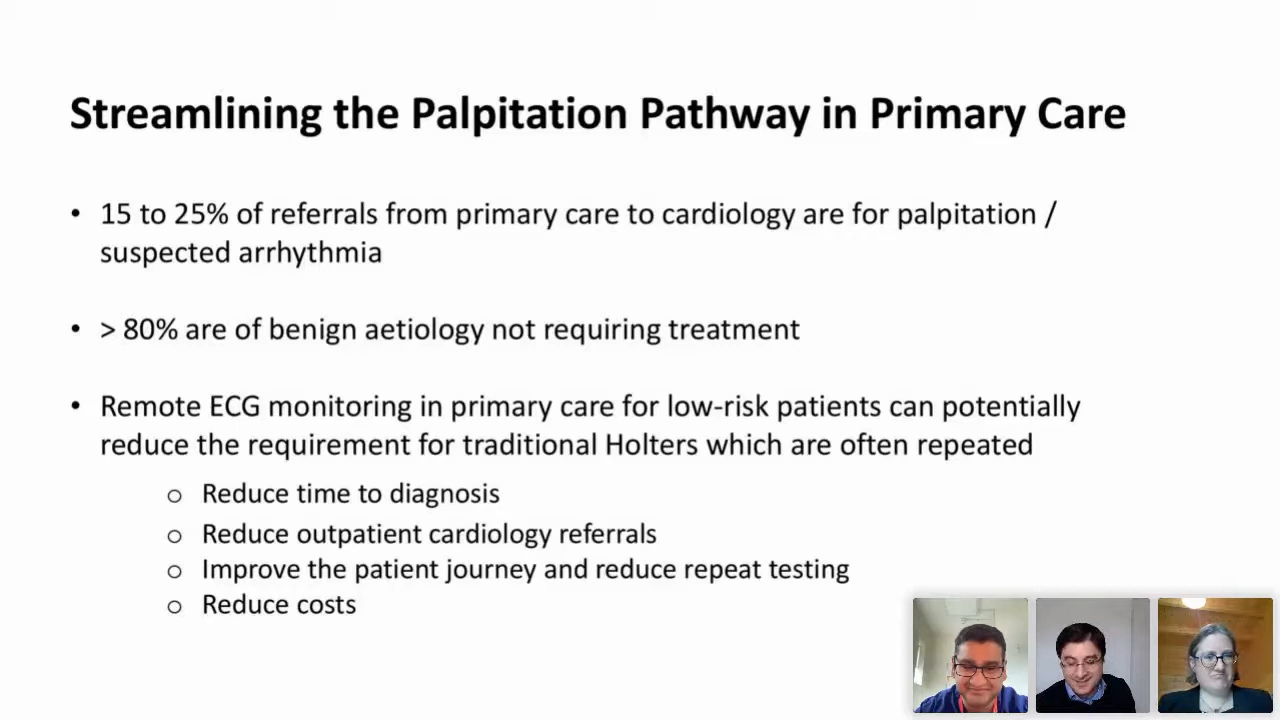 Streamlining the Palpitation Pathway in Primary Care
• 15 to 25% of referrals from primary care to cardiology are for palpitation /
suspected arrhythmia
• > 80% are of benign aetiology not requiring treatment
• Remote ECG monitoring in primary care for low-risk patients can potentially
reduce the requirement for traditional Holters which are often repeated
o Reduce time to diagnosis
o Reduce outpatient cardiology referrals
o Improve the patient journey and reduce repeat testing
o Reduce costs